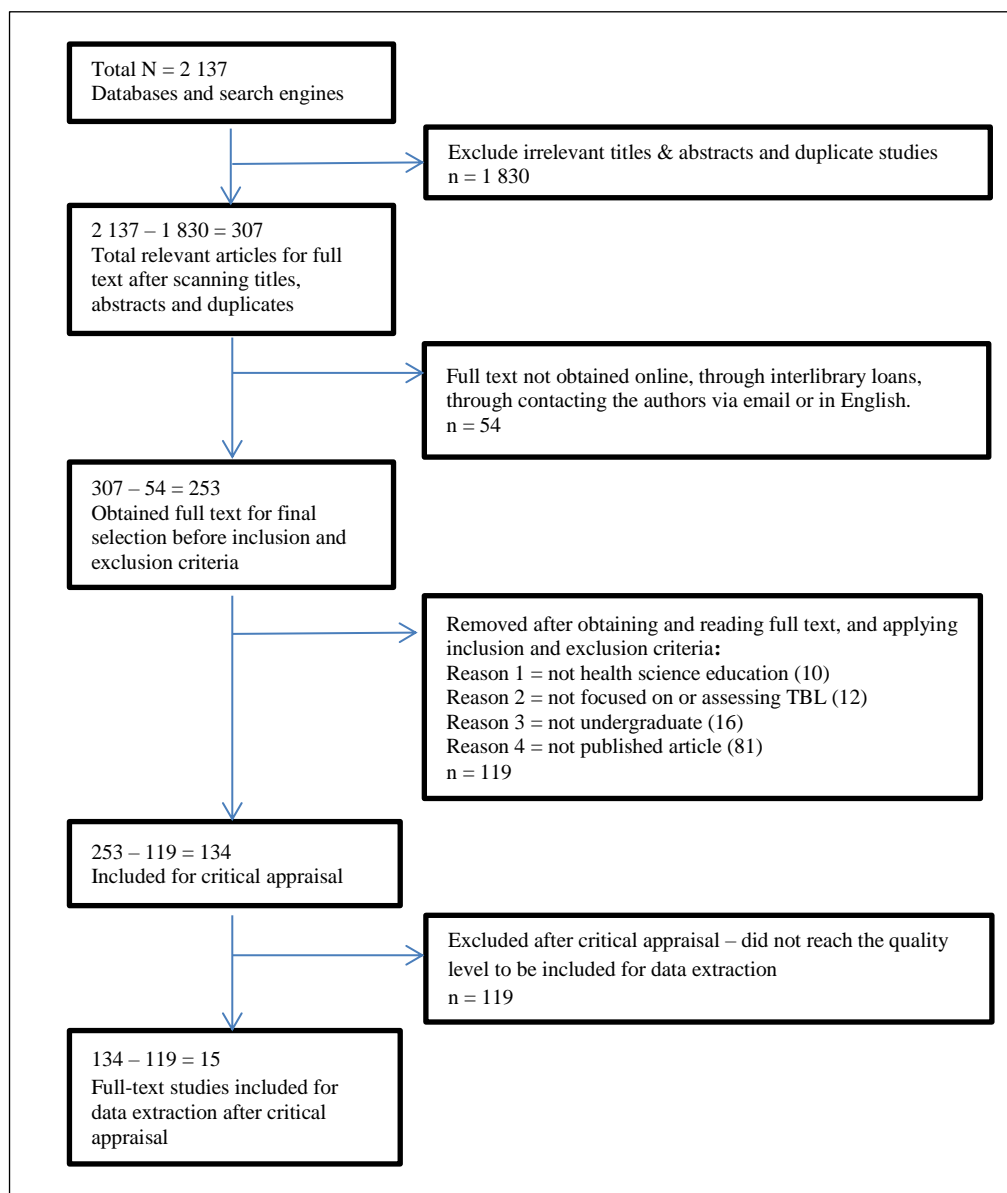 Total N = 2 137
Databases and search engines
Exclude irrelevant titles & abstracts and duplicate studies
n = 1 830
2 137 – 1 830 = 307
Total relevant articles for full
text after scanning titles,
abstracts and duplicates
Full text not obtained online, through interlibrary loans,
through contacting the authors via email or in English.
n = 54
307 – 54 = 253
Obtained full text for final
selection before inclusion and
exclusion criteria
Removed after obtaining and reading full text, and applying
inclusion and exclusion criteria:
Reason 1 = not health science education (10)
Reason 2 = not focused on or assessing TBL (12)
Reason 3 = not undergraduate (16)
Reason 4 = not published article (81)
n = 119
253 – 119 = 134
Included for critical appraisal
Excluded after critical appraisal – did not reach the quality
level to be included for data extraction
n = 119
134 – 119 = 15
Full-text studies included for
data extraction after critical
appraisal